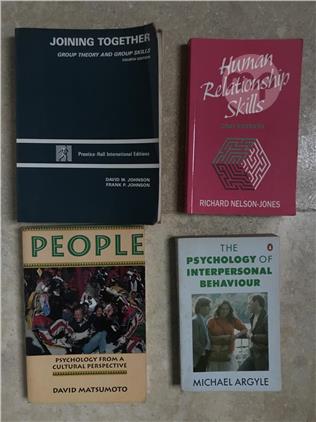 JOINING TOGETHER
GROUP THEORY AND GROUP SKILLS
FOURTH EDITION
Prentice-Hall International Editions
DAVID W. JOHNSON
FRANK P. JOHNSON
Human
Relationship
Skills
RICHARD NELSON-JONES
PEOPLE
PSYCHOLOGY FROM A
CULTURAL PERSPECTIVE
DAVID MATSUMOTO
THE
PSYCHOLOGY OF
INTERPERSONAL
BEHAVIOUR
MICHAEL ARGYLE